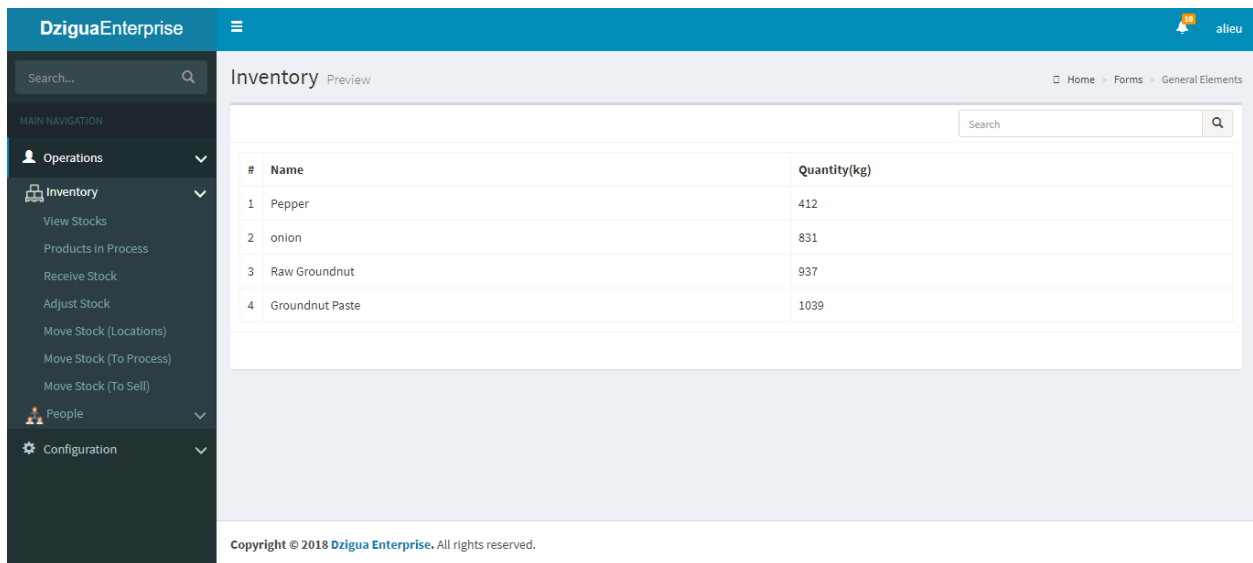 DziguaEnterprise
10
alieu
Search...
Inventory Preview
Home > Forms > General Elements
MAIN NAVIGATION
Search
Operations
Inventory
View Stocks
Products in Process
Receive Stock
Adjust Stock
Move Stock (Locations)
Move Stock (To Process)
Move Stock (To Sell)
People
Configuration
# Name Quantity(kg)
1 Pepper 412
2 onion 831
3 Raw Groundnut 937
4 Groundnut Paste 1039
Copyright © 2018 Dzigua Enterprise. All rights reserved.